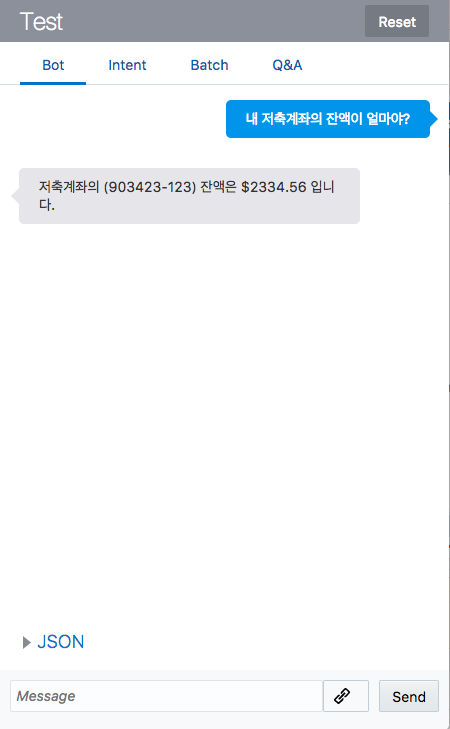 Test
Reset
Bot
Intent
Batch
Q&A
내 저축계좌의 잔액이 얼마야?
저축계좌의 (903423-123) 잔액은 $2334.56 입니
다.
JSON
Message
Send